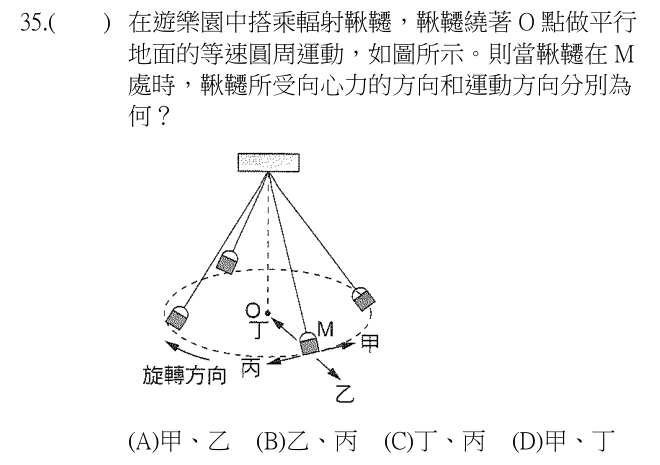 35.(　　) 在遊樂園中搭乘輻射鞦韆，鞦韆繞著 O 點做平行
地面的等速圓周運動，如圖所示。則當鞦韆在 M
處時，鞦韆所受向心力的方向和運動方向分別為
何？
O
丁
M
甲
丙
旋轉方向
乙
(A)甲、乙　(B)乙、丙　(C)丁、丙　(D)甲、丁